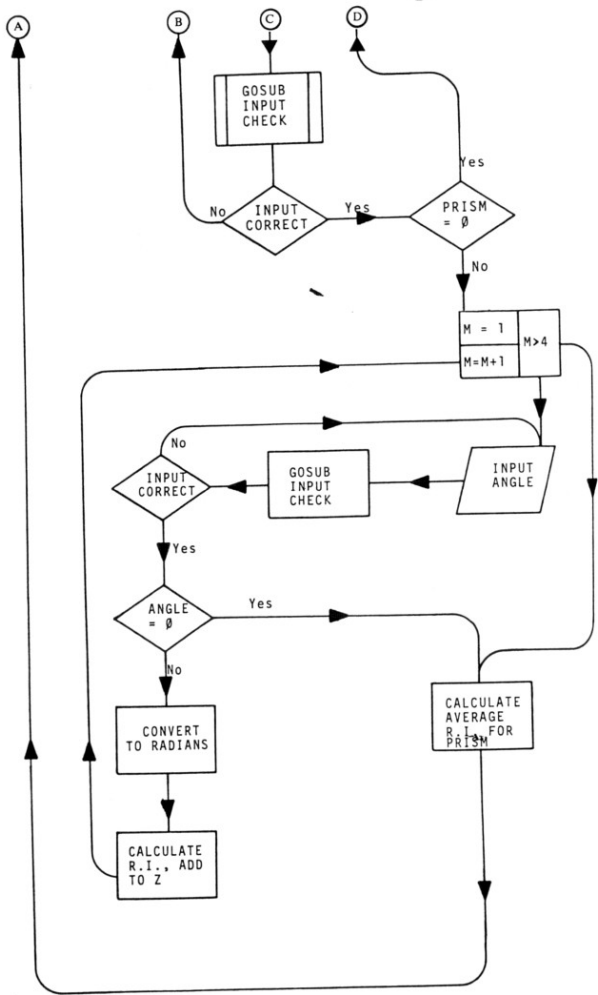 A
B
C
D
GOSUB
INPUT
CHECK
Yes
No
INPUT
CORRECT
Yes
PRISM
= Ø
No
M = 1
M>4
M=M+1
No
INPUT
CORRECT
GOSUB
INPUT
CHECK
INPUT
ANGLE
Yes
ANGLE
= Ø
Yes
No
CONVERT
TO RADIANS
CALCULATE
AVERAGE
R.I. FOR
PRISM
CALCULATE
R.I., ADD
TO Z